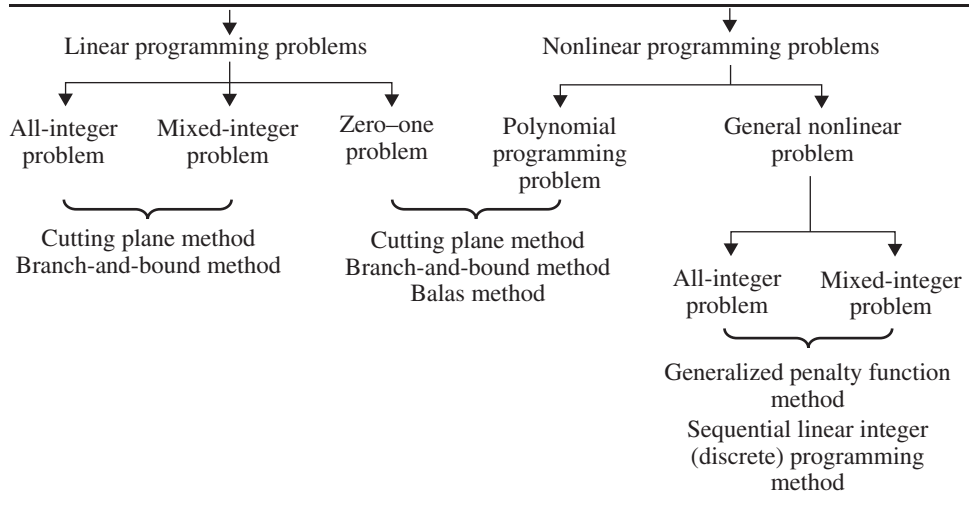 Linear programming problems
Nonlinear programming problems
All-integer
problem
Mixed-integer
problem
Zero–one
problem
Polynomial
programming
problem
General nonlinear
problem
Cutting plane method
Branch-and-bound method
Cutting plane method
Branch-and-bound method
Balas method
All-integer
problem
Mixed-integer
problem
Generalized penalty function
method
Sequential linear integer
(discrete) programming
method